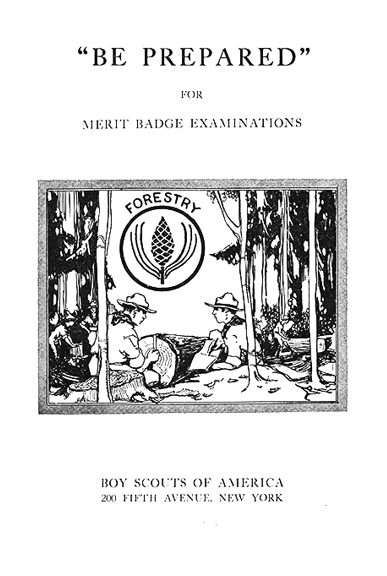 "BE PREPARED"
FOR
MERIT BADGE EXAMINATIONS
FORESTRY
BOY SCOUTS OF AMERICA
200 FIFTH AVENUE, NEW YORK